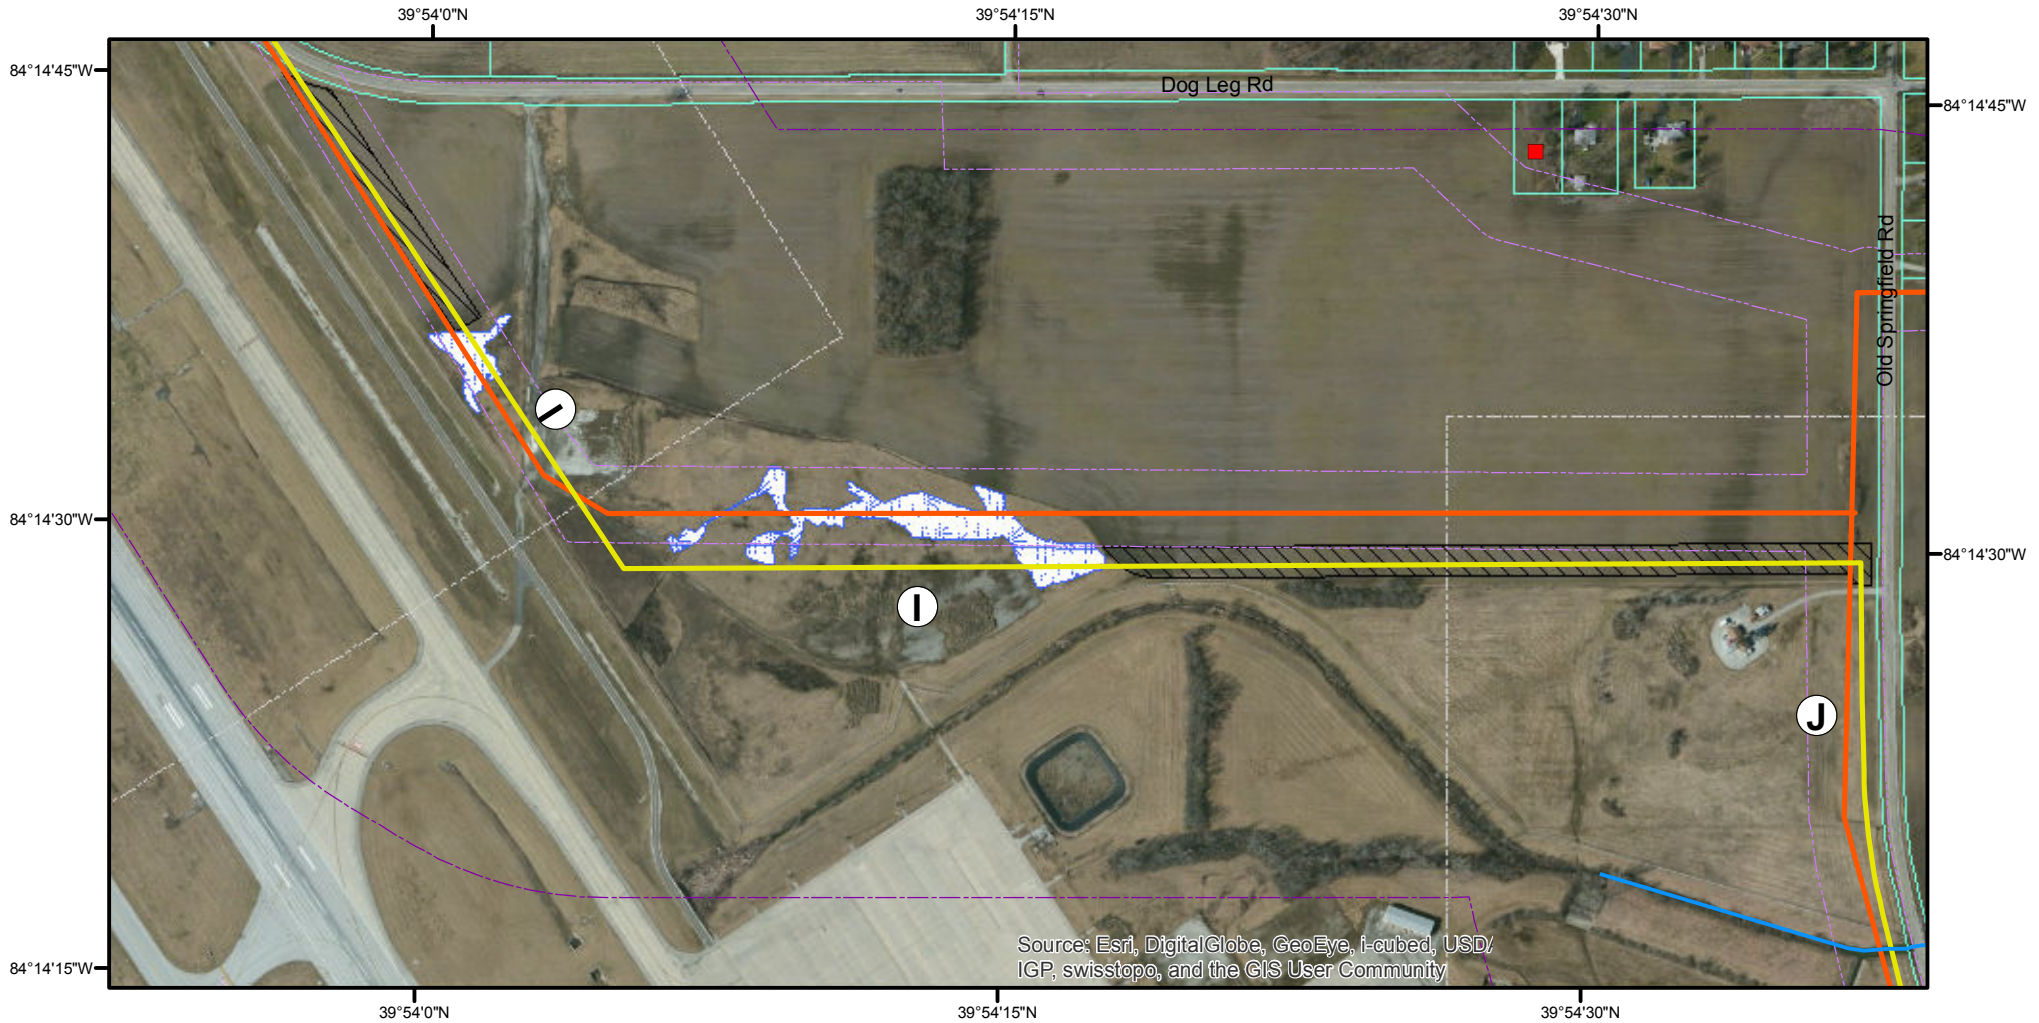 39°54'0"N
39°54'15"N
39°54'30"N
84°14'45"W
84°14'45"W
Dog Leg Rd
Old Springfield Rd
I
84°14'30"W
84°14'30"W
I
J
Source: Esri, DigitalGlobe, GeoEye, i-cubed, USD
IGP, swisstopo, and the GIS User Community
84°14'15"W
39°54'0"N
39°54'15"N
39°54'30"N